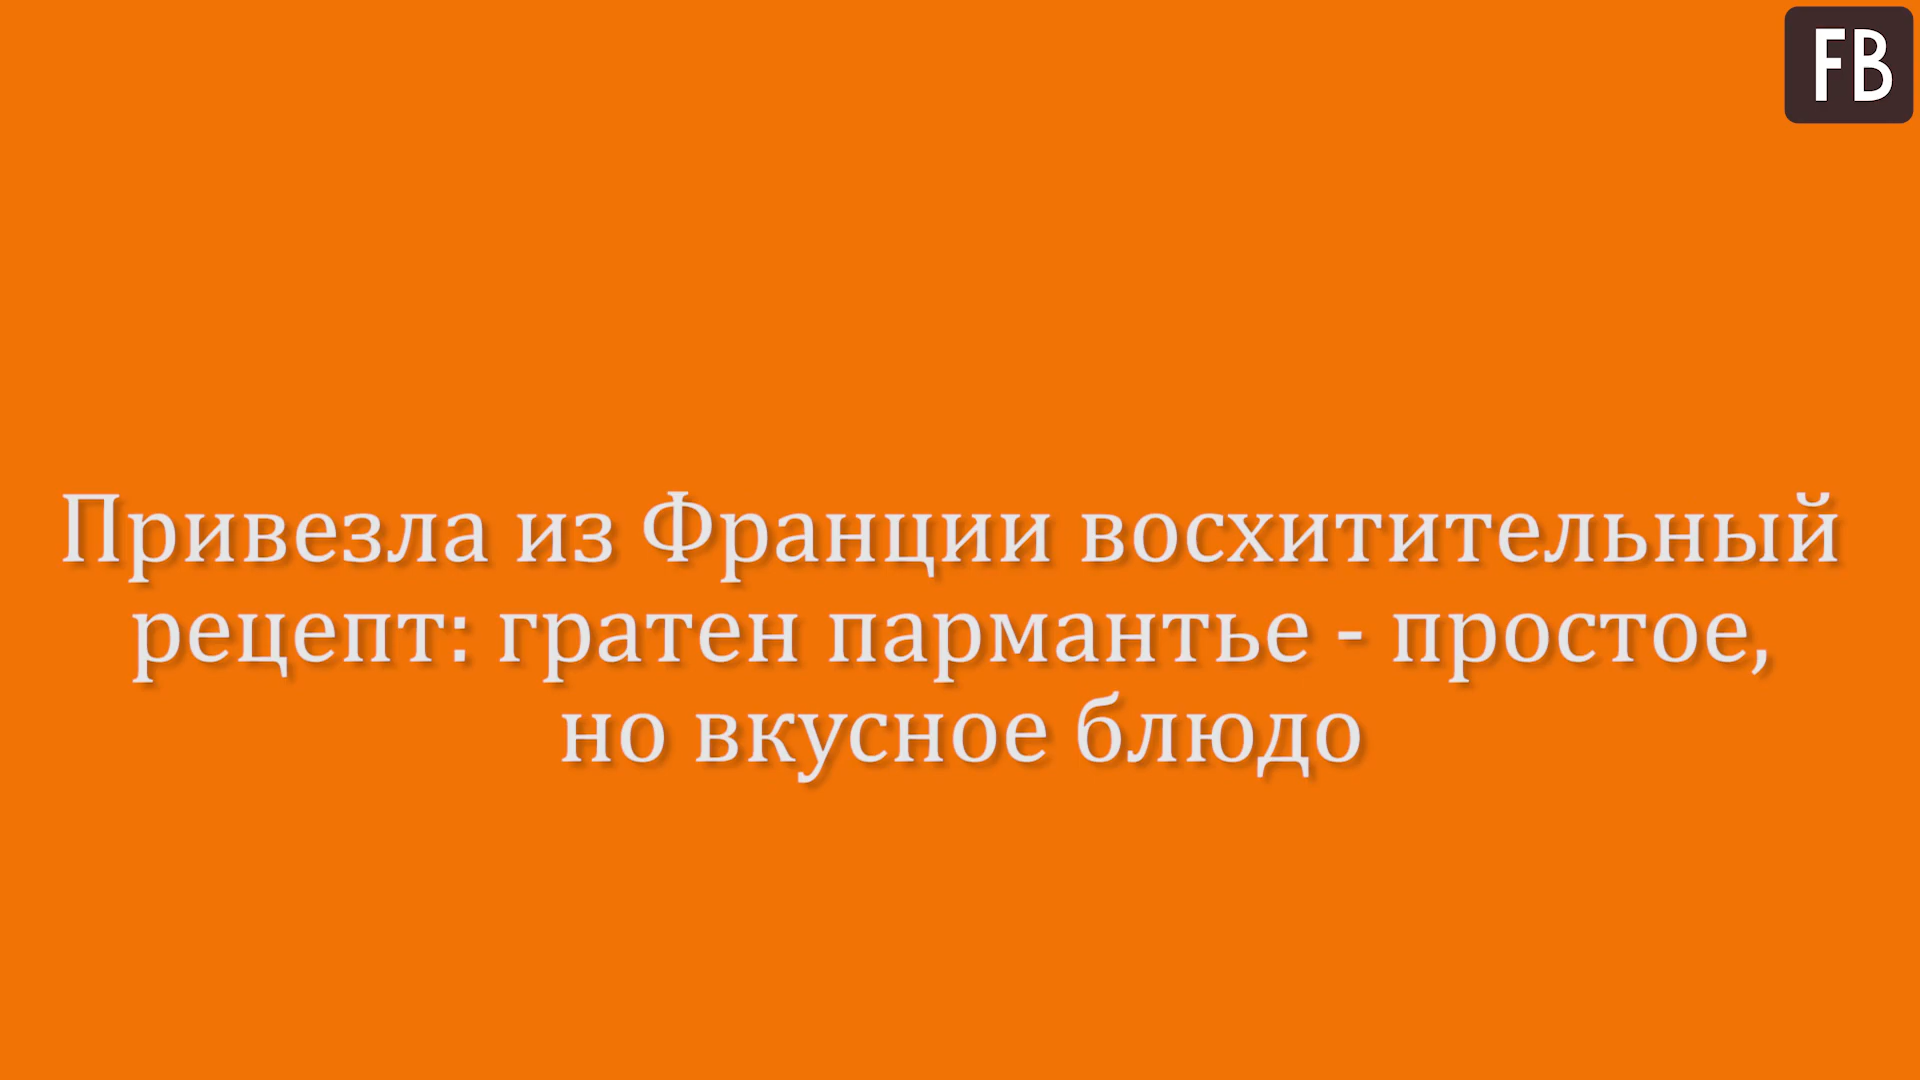 FB
Привезла из Франции восхитительный
рецепт: гратен пармантье - простое,
но вкусное блюдо